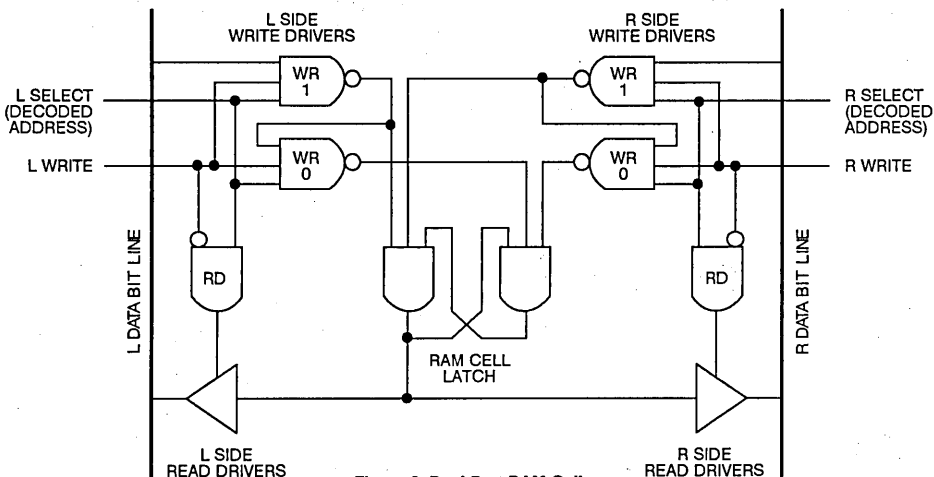 L SIDE
WRITE DRIVERS
R SIDE
WRITE DRIVERS
WR
1
WR
1
L SELECT
(DECODED
ADDRESS)
R SELECT
(DECODED
ADDRESS)
WR
0
WR
0
L WRITE
R WRITE
L DATA BIT LINE
RD
RD
R DATA BIT LINE
RAM CELL
LATCH
L SIDE
READ DRIVERS
R SIDE
READ DRIVERS